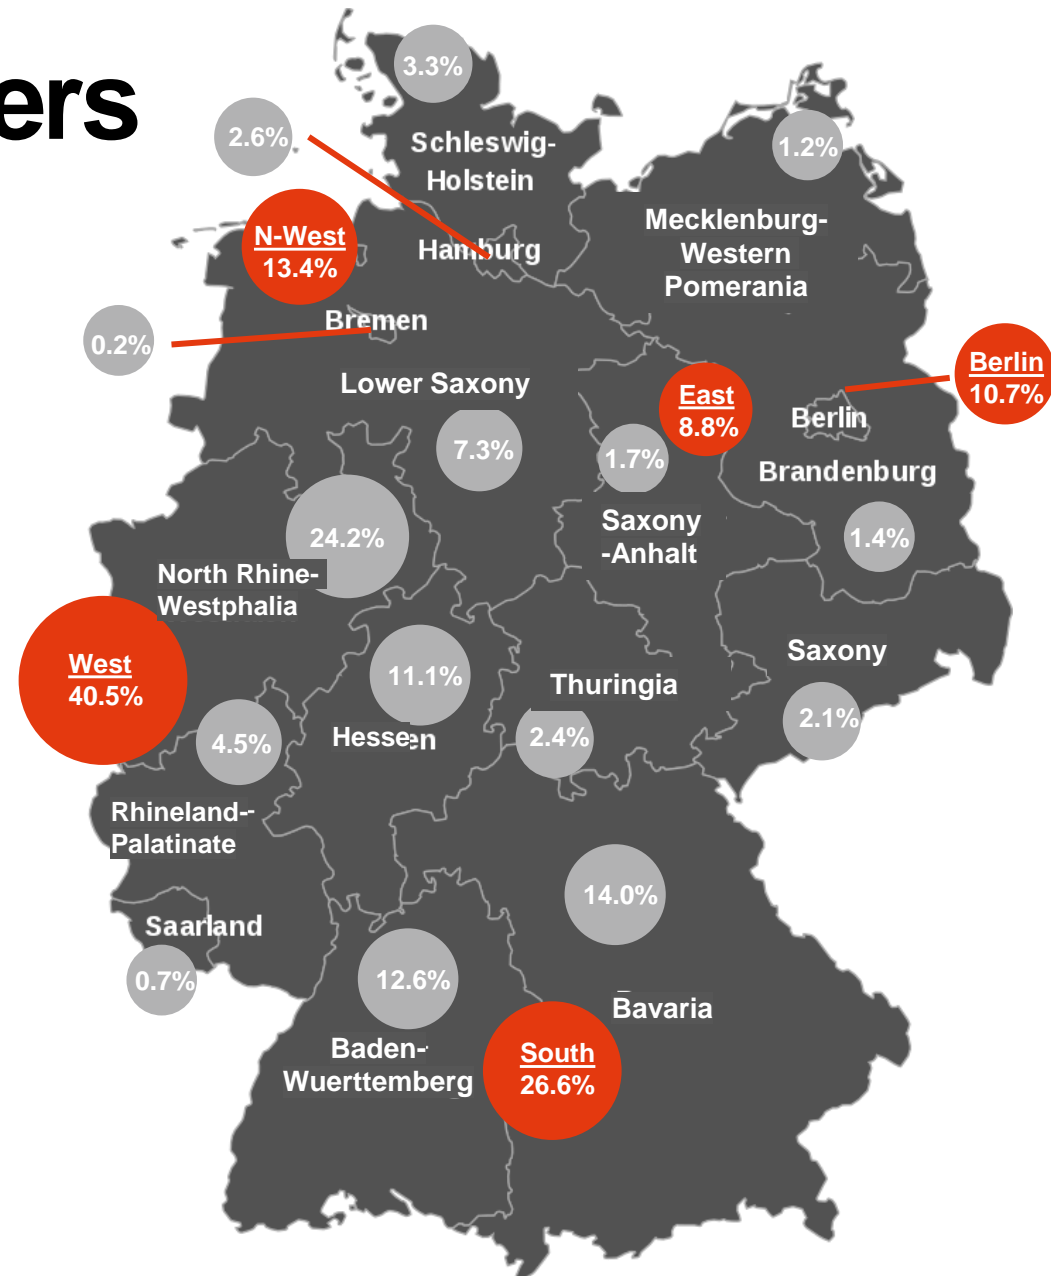 ers
3.3%
2.6%
Schleswig-
Holstein
1.2%
Mecklenburg-
Western
Pomerania
N-West
13.4%
Hamburg
Bremen
0.2%
Berlin
10.7%
Lower Saxony
East
8.8%
Berlin
7.3%
1.7%
Brandenburg
24.2%
Saxony
-Anhalt
1.4%
North Rhine-
Westphalia
West
40.5%
11.1%
Saxony
Thuringia
4.5%
Hessen
2.4%
2.1%
Rhineland-
Palatinate
14.0%
Saarland
0.7%
12.6%
Bavaria
Baden-
Wuerttemberg
South
26.6%